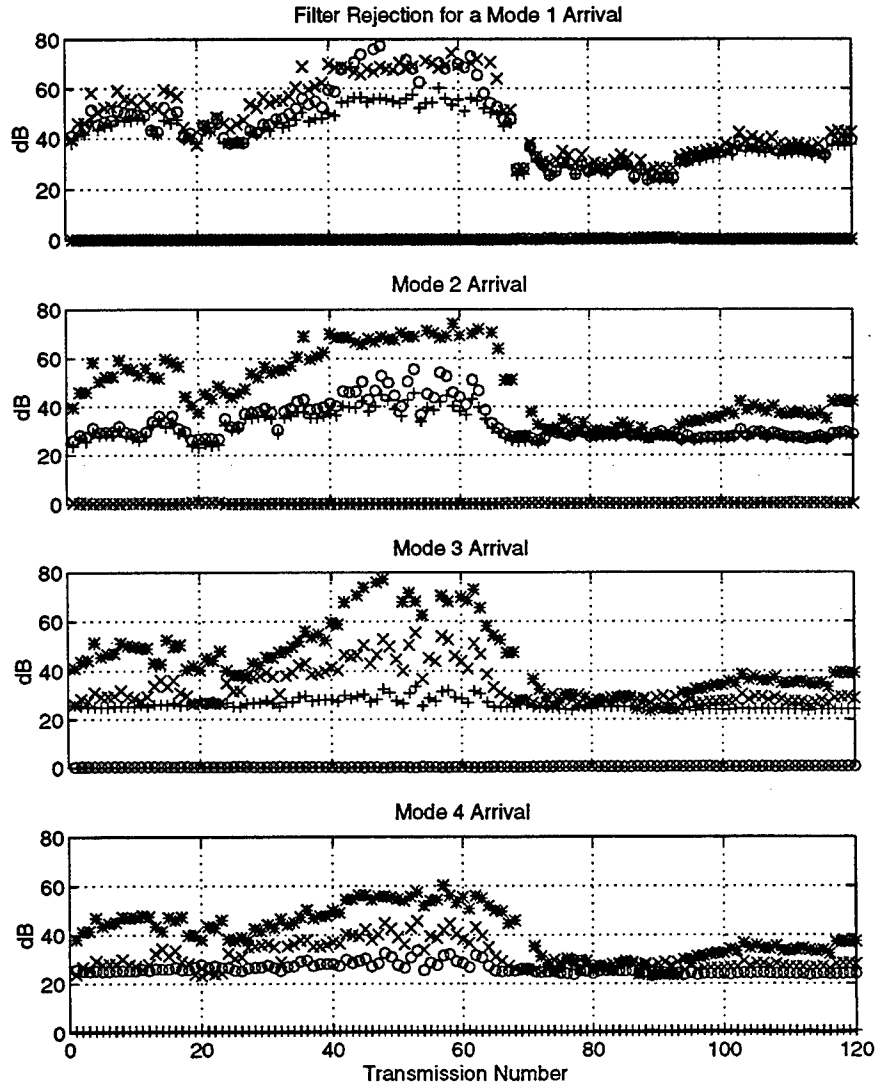 Filter Rejection for a Mode 1 Arrival
dB
80
60
40
20
0
Mode 2 Arrival
dB
80
60
40
20
0
Mode 3 Arrival
dB
80
60
40
20
0
Mode 4 Arrival
dB
80
60
40
20
0
0 20 40 60 80 100 120
Transmission Number